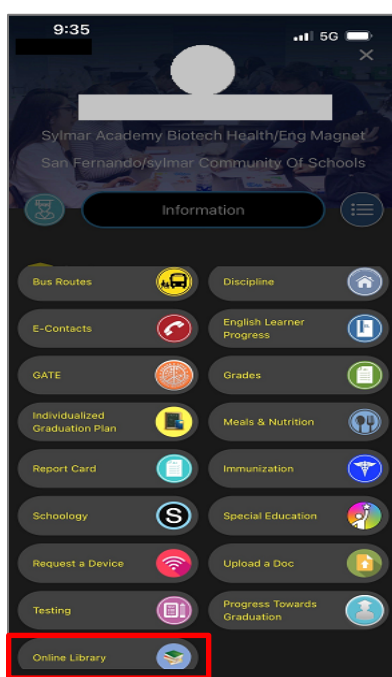 9:35
5G
Sylmar Academy Biotech Health/Eng Magnet
San Fernando/sylmar Community Of Schools
Information
Bus Routes
Discipline
E-Contacts
English Learner
Progress
GATE
Grades
Individualized
Graduation Plan
Meals & Nutrition
Report Card
Immunization
Schoology
S
Special Education
Request a Device
Upload a Doc
Testing
Progress Towards
Graduation
Online Library